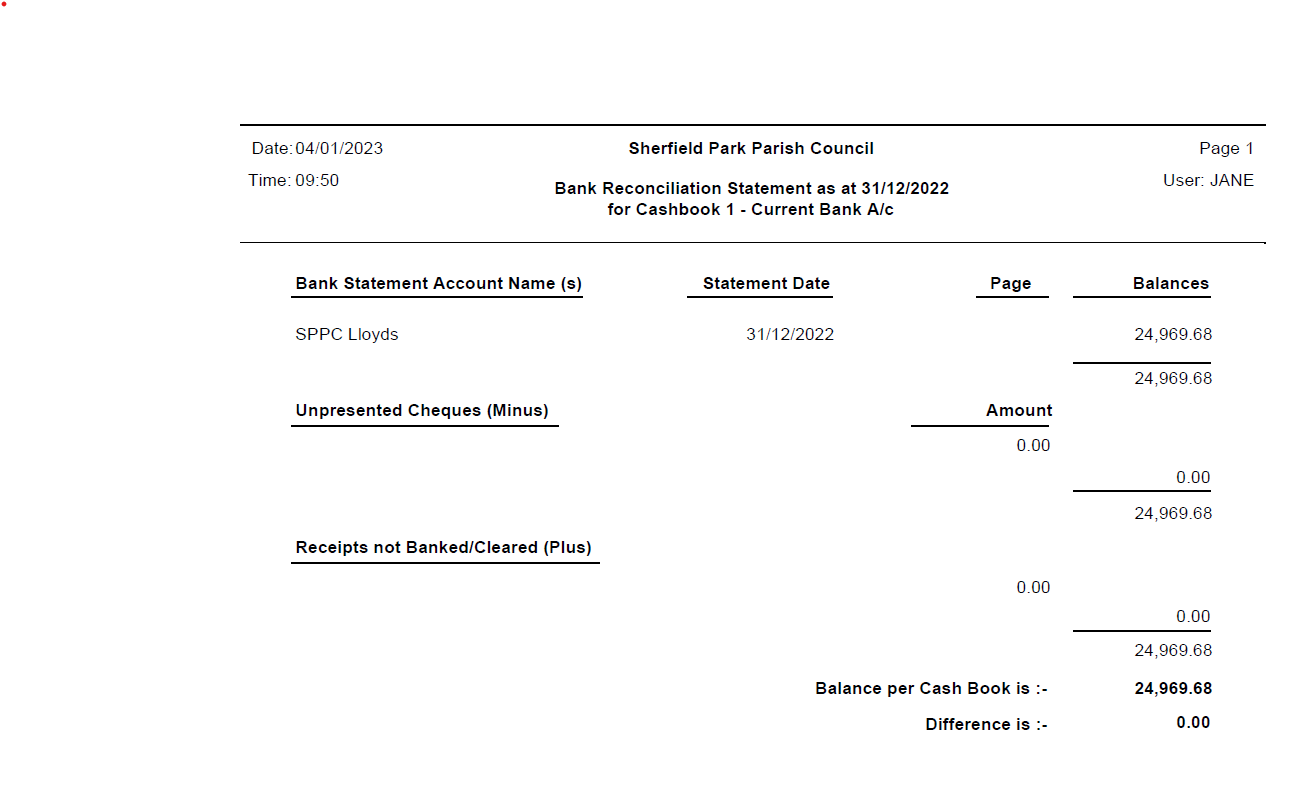 Date: 04/01/2023 Sherfield Park Parish Council Page 1
Time: 09:50 User: JANE
Bank Reconciliation Statement as at 31/12/2022
for Cashbook 1 - Current Bank A/c
Bank Statement Account Name (s) Statement Date Page Balances
SPPC Lloyds 31/12/2022 24,969.68
24,969.68
Unpresented Cheques (Minus) Amount
0.00
0.00
24,969.68
Receipts not Banked/Cleared (Plus)
0.00
0.00
24,969.68
Balance per Cash Book is :- 24,969.68
Difference is :- 0.00